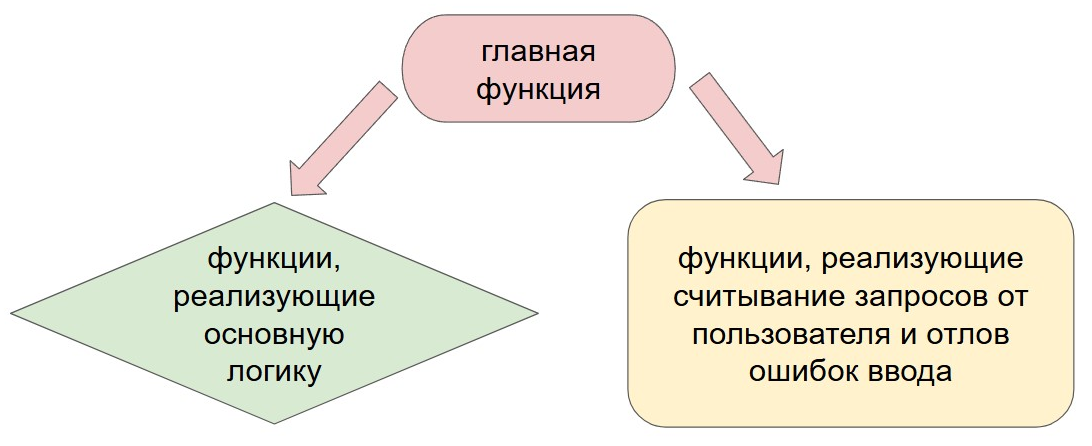 главная
функция
функции,
реализующие
основную
логику
функции, реализующие
считывание запросов от
пользователя и отлов
ошибок ввода